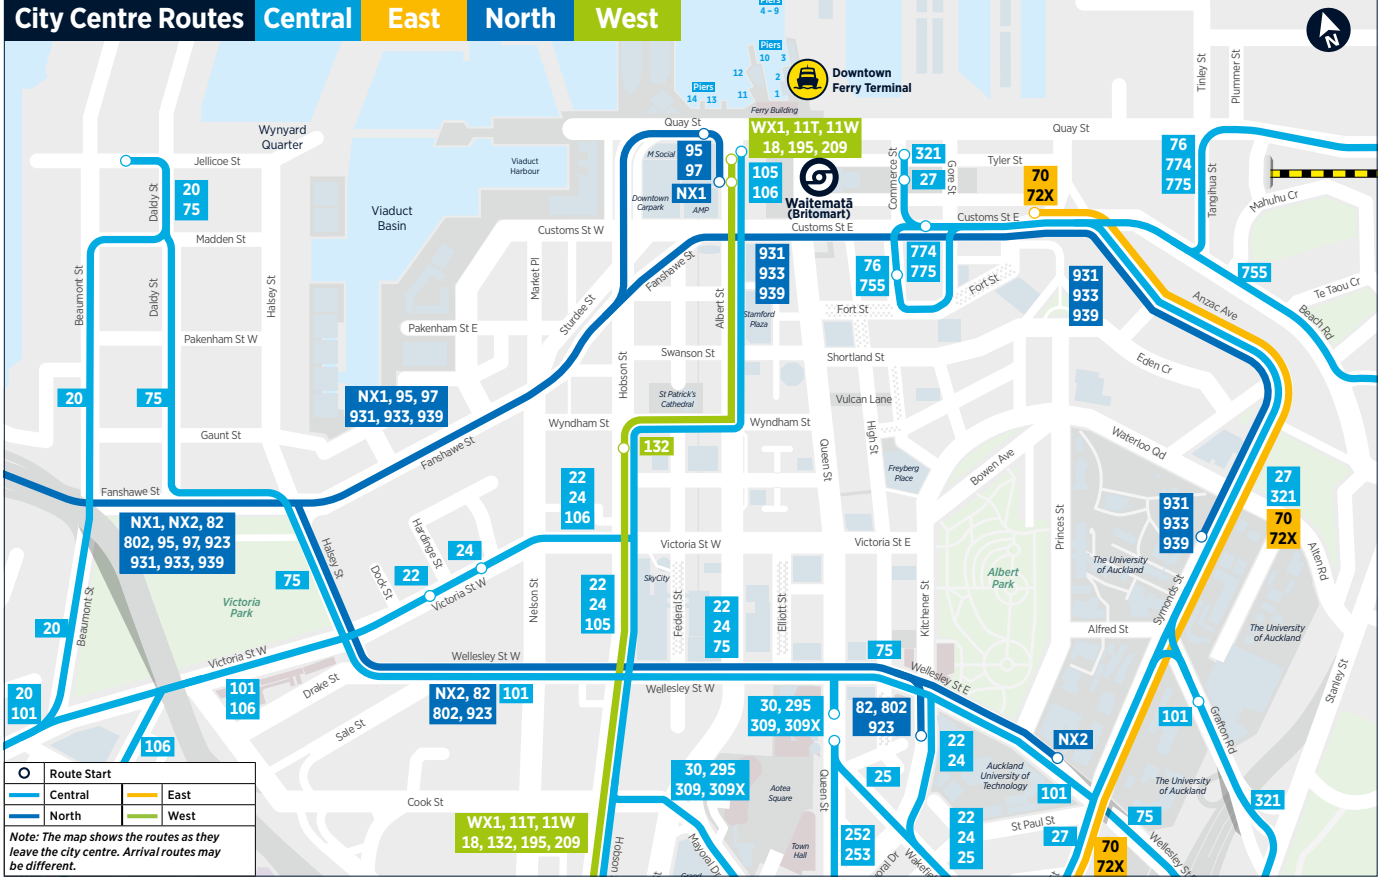 City Centre Routes
Central
East
North
West
Piers
4 – 9
Piers
10 3
12
2
11
1
Piers
14 13
Downtown
Ferry Terminal
Ferry Building
N
Tinley St
Plummer St
Wynyard
Quarter
Jellicoe St
20
75
Daldy St
Madden St
Beaumont St
Daldy St
Halsey St
Pakenham St W
20
75
Gaunt St
Fanshawe St
Viaduct
Harbour
Viaduct
Basin
Quay St
M Social
95
97
NX1
Downtown
Carpark
AMP
WX1, 11T, 11W
18, 195, 209
105
106
Waitematā
(Britomart)
Customs St W
Customs St E
Quay St
Commerce St
321
27
Gore St
Tyler St
70
72X
Customs St E
76
774
775
Tangihua St
Mahuhu Cr
Market Pl
Fanshawe St
Sturdee St
Pakenham St E
Albert St
931
933
939
76
755
774
775
Fort St
Fort St
931
933
939
755
Te Taou Cr
Anzac Ave
Beach Rd
Stamford
Plaza
Hobson St
Swanson St
Shortland St
Eden Cr
St Patrick's
Cathedral
Vulcan Lane
NX1, 95, 97
931, 933, 939
Fanshawe St
Wyndham St
Wyndham St
132
Queen St
High St
Freyberg
Place
Bowen Ave
Waterloo Qd
22
24
106
27
321
70
72X
931
933
939
Princes St
NX1, NX2, 82
802, 95, 97, 923
931, 933, 939
Halsey St
Hardinge St
24
22
Dock St
Victoria St W
Victoria St W
Victoria St E
The University
of Auckland
Alten Rd
75
Victoria
Park
Beaumont St
20
Nelson St
SkyCity
22
24
105
Federal St
22
24
75
Elliott St
Kitchener St
Albert
Park
Symonds St
Alfred St
The University
of Auckland
Victoria St W
Wellesley St W
75
Wellesley St E
Stanley St
20
101
101
106
Drake St
NX2, 82
802, 923
101
Wellesley St W
30, 295
309, 309X
82, 802
923
NX2
101
Grafton Rd
106
Sale St
22
24
30, 295
309, 309X
Aotea
Square
Queen St
25
Auckland
University of
Technology
101
The University
of Auckland
321
Cook St
WX1, 11T, 11W
18, 132, 195, 209
Hobson
Mayoral Dr
Town
Hall
252
253
22
24
25
St Paul St
27
75
70
72X
Wellesley St
Wakefie
oral Dr
Grand
st
st
Route Start
Central
East
North
West
Note: The map shows the routes as they
leave the city centre. Arrival routes may
be different.